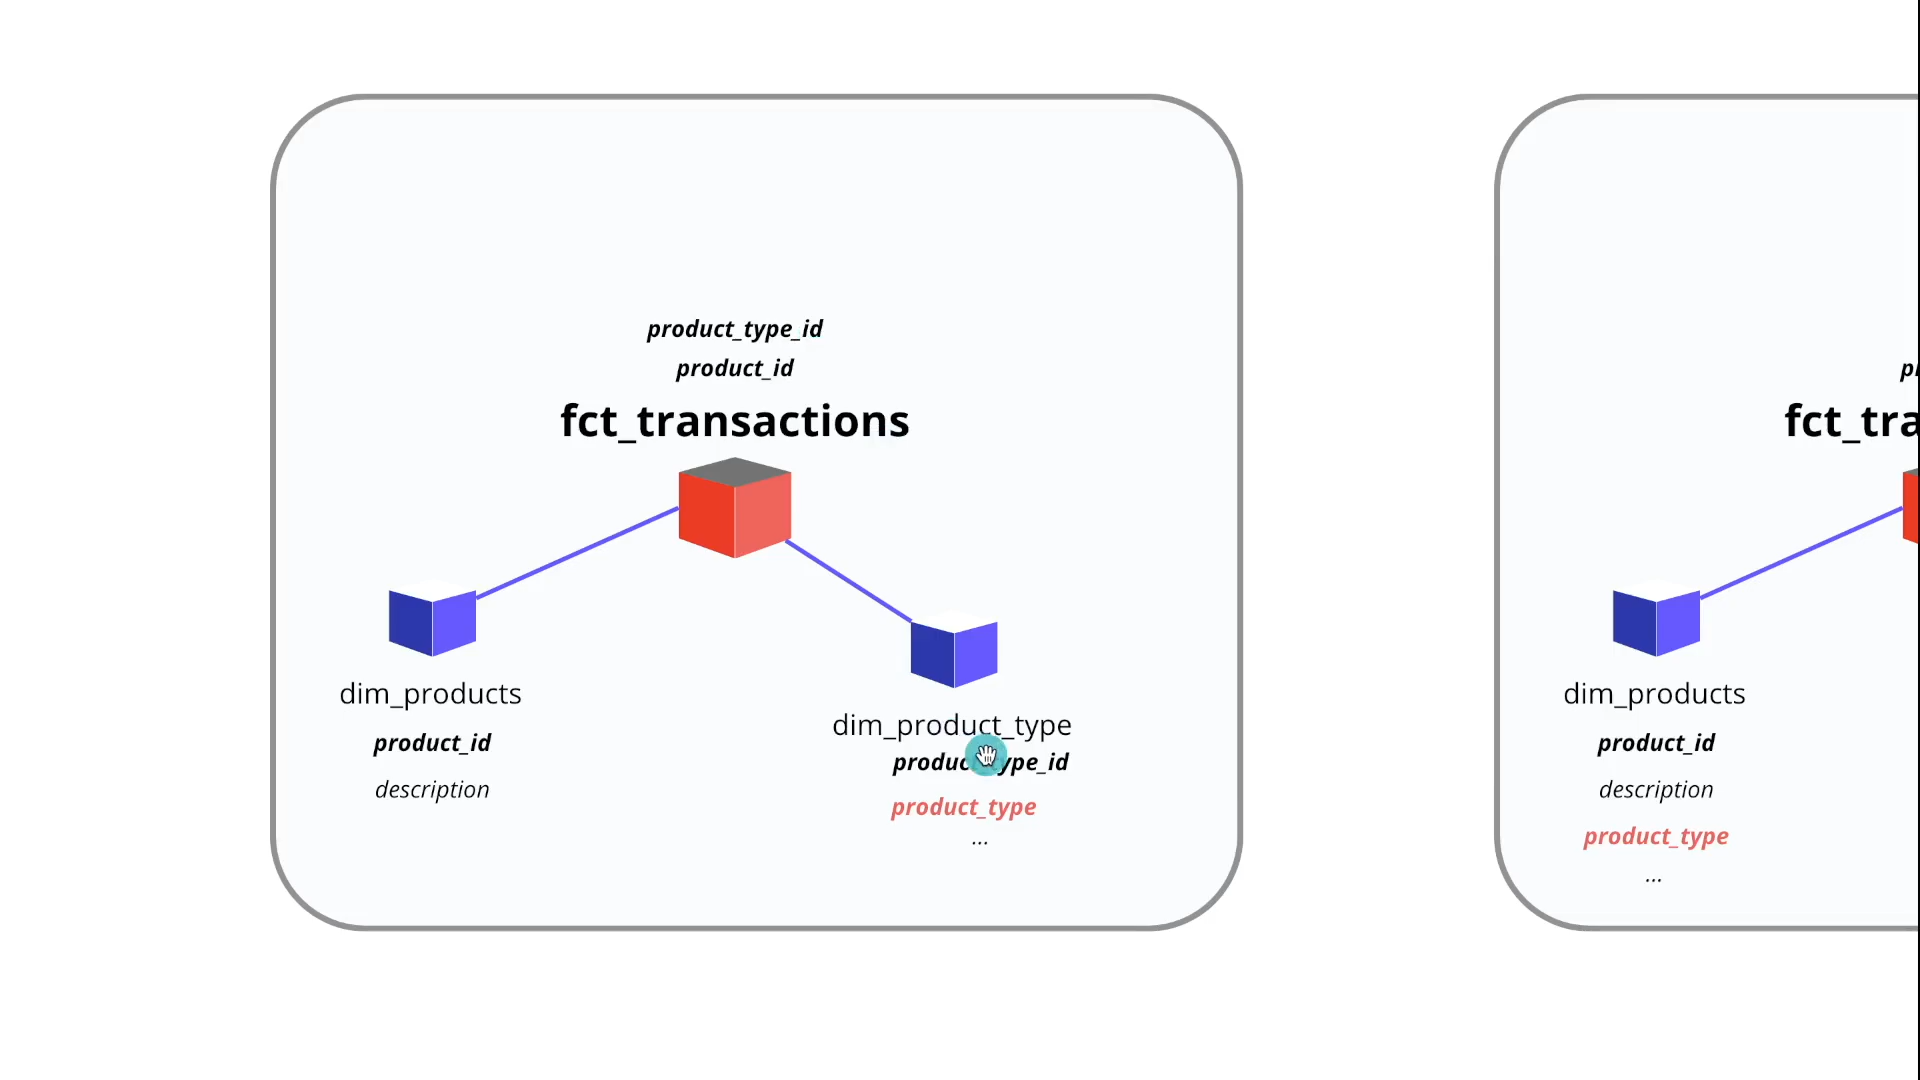 product_type_id
product_id
fct_transactions
dim_products
product_id
description
dim_product_type
product_type
...
fct_tra
dim_products
product_id
description
product_type
...